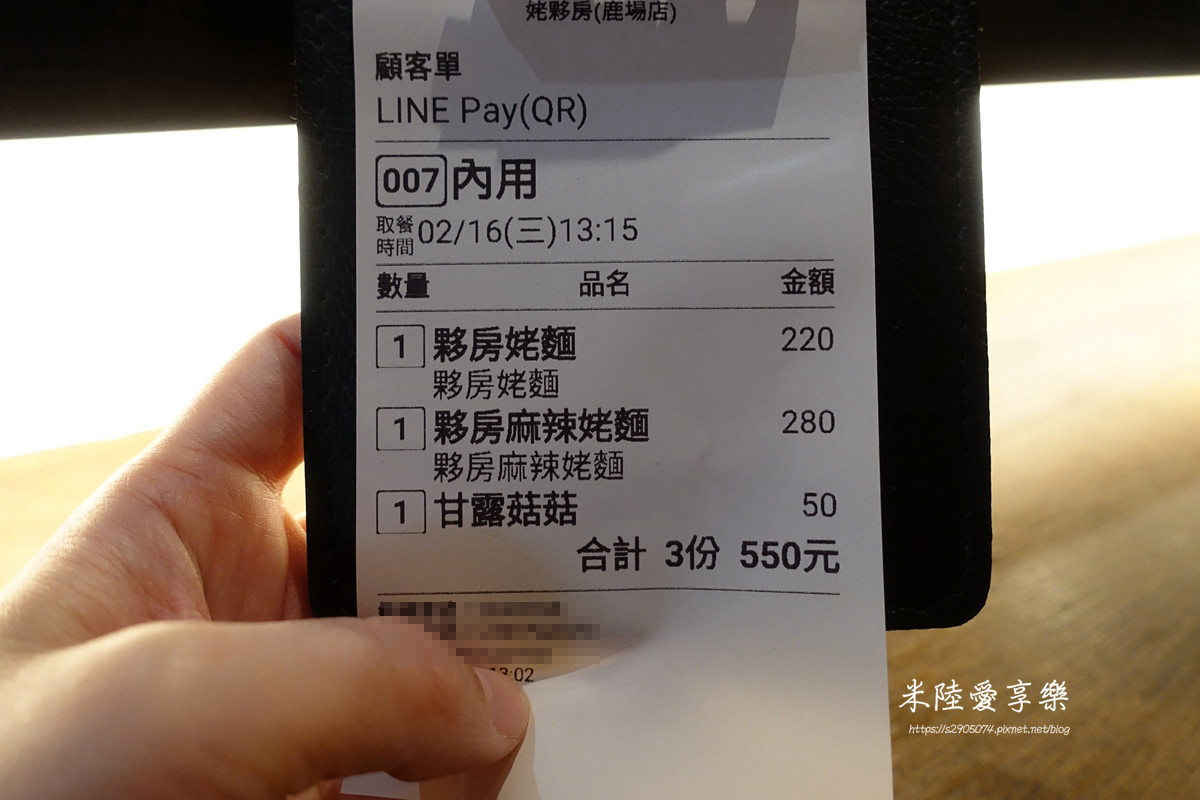 姥夥房(鹿場店)
顧客單
LINE Pay(QR)
007 內用
取餐時間 02/16(三)13:15
數量 品名 金額
1 夥房姥麵 220
夥房姥麵
1 夥房麻辣姥麵 280
夥房麻辣姥麵
1 甘露菇菇 50
合計 3份 550元
13:02
米陸愛享樂
https://s2905074.pixnet.net/blog